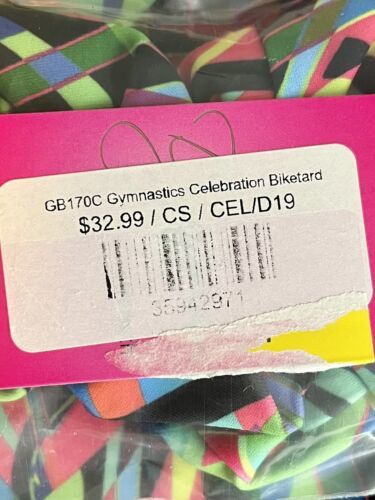 GB170C Gymnastics Celebration Biketard
$32.99 / CS / CEL/D19
35942971